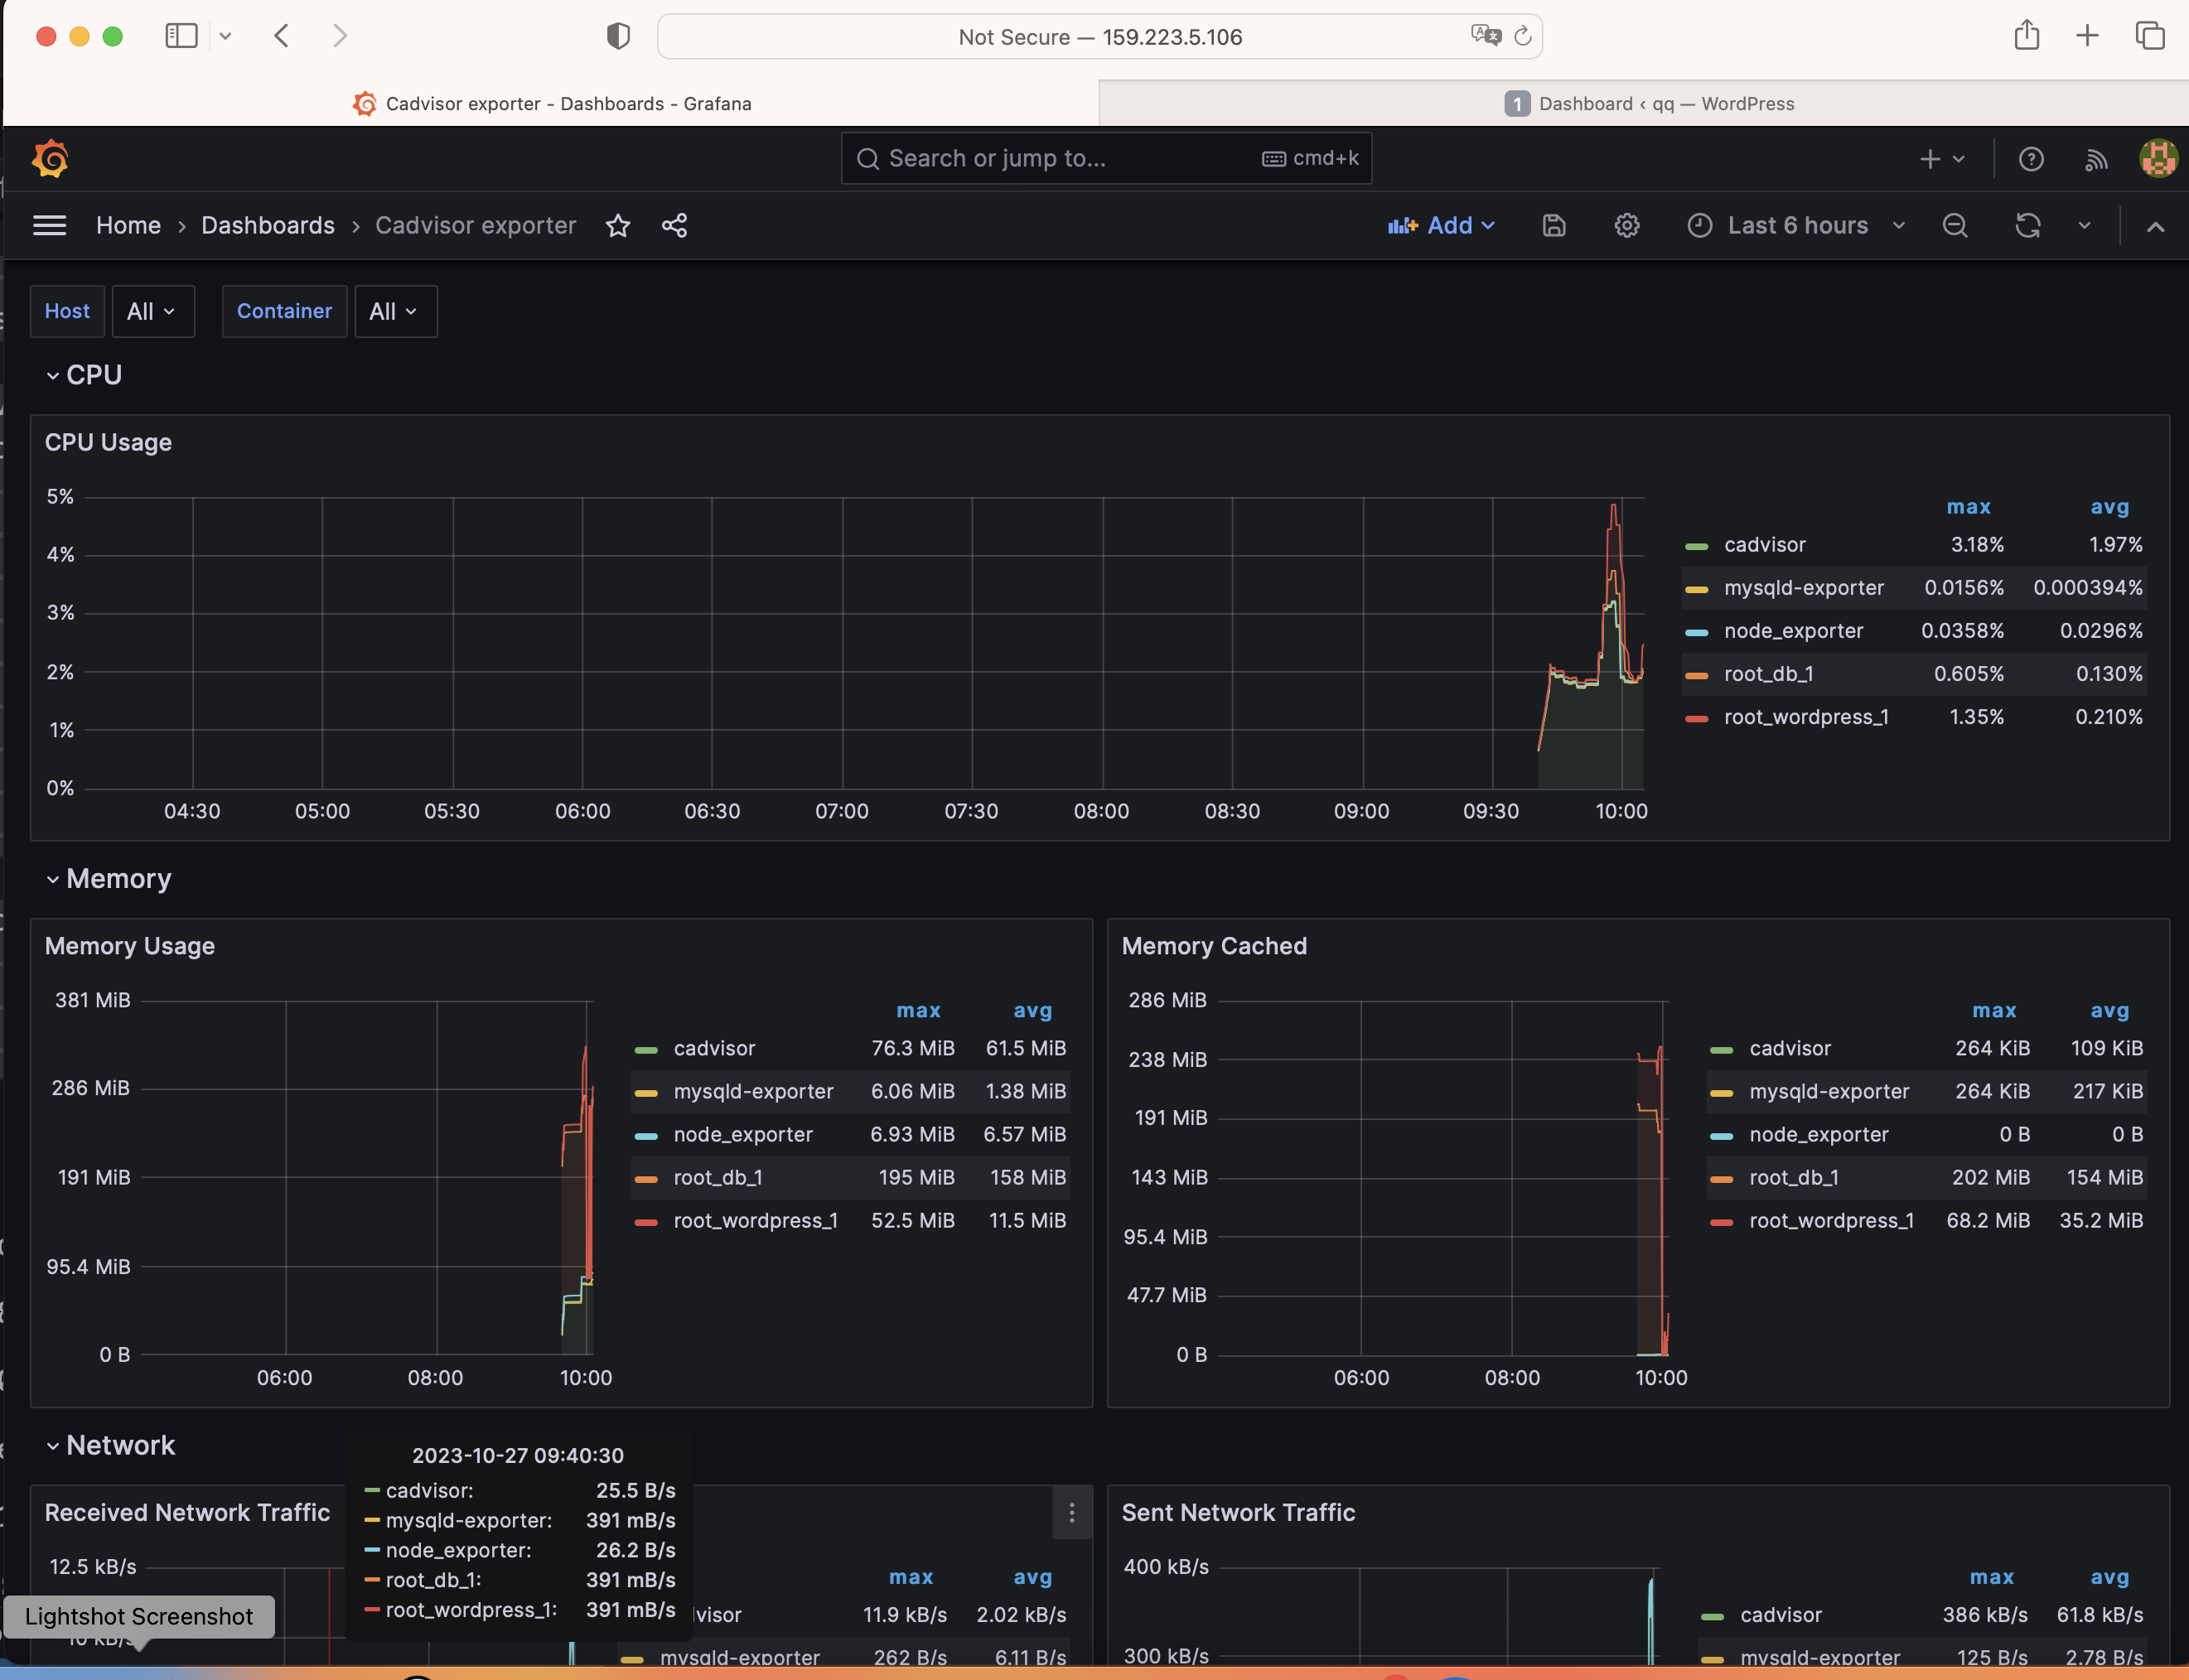 Not Secure — 159.223.5.106
Cadvisor exporter - Dashboards - Grafana
1 Dashboard ‹ qq — WordPress
Search or jump to... cmd+k
Home › Dashboards › Cadvisor exporter
Add Last 6 hours
Host All Container All
CPU
CPU Usage
5%
4%
3%
2%
1%
0%
04:30 05:00 05:30 06:00 06:30 07:00 07:30 08:00 08:30 09:00 09:30 10:00
max avg
cadvisor 3.18% 1.97%
mysqld-exporter 0.0156% 0.000394%
node_exporter 0.0358% 0.0296%
root_db_1 0.605% 0.130%
root_wordpress_1 1.35% 0.210%
Memory
Memory Usage
381 MiB
286 MiB
191 MiB
95.4 MiB
0 B
06:00 08:00 10:00
max avg
cadvisor 76.3 MiB 61.5 MiB
mysqld-exporter 6.06 MiB 1.38 MiB
node_exporter 6.93 MiB 6.57 MiB
root_db_1 195 MiB 158 MiB
root_wordpress_1 52.5 MiB 11.5 MiB
Memory Cached
286 MiB
238 MiB
191 MiB
143 MiB
95.4 MiB
47.7 MiB
0 B
06:00 08:00 10:00
max avg
cadvisor 264 KiB 109 KiB
mysqld-exporter 264 KiB 217 KiB
node_exporter 0 B 0 B
root_db_1 202 MiB 154 MiB
root_wordpress_1 68.2 MiB 35.2 MiB
Network
2023-10-27 09:40:30
cadvisor: 25.5 B/s
mysqld-exporter: 391 mB/s
node_exporter: 26.2 B/s
root_db_1: 391 mB/s
root_wordpress_1: 391 mB/s
Received Network Traffic
12.5 kB/s
10 kB/s
max avg
visor 11.9 kB/s 2.02 kB/s
mysqld-exporter 262 B/s 6.11 B/s
Lightshot Screenshot
Sent Network Traffic
400 kB/s
300 kB/s
max avg
cadvisor 386 kB/s 61.8 kB/s
mysqld-exporter 125 B/s 2.78 B/s